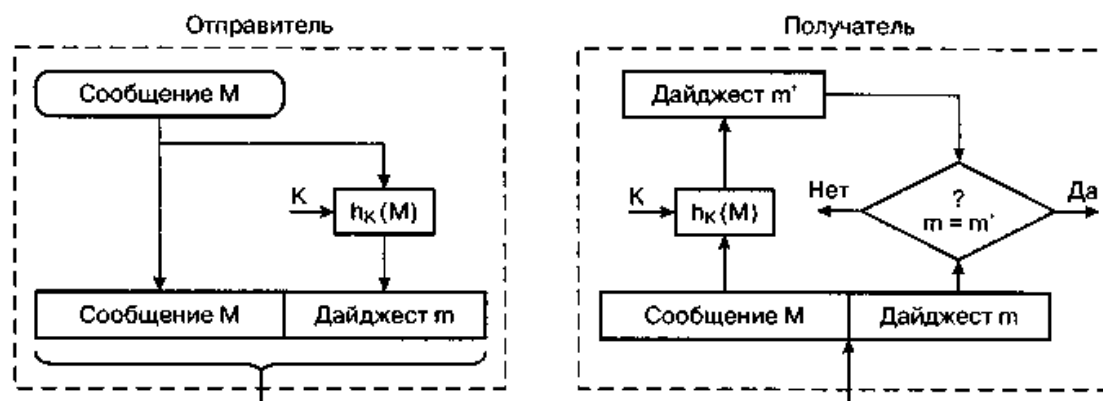 Отправитель
Сообщение М
K
hK(M)
Сообщение М
Дайджест m
Получатель
Дайджест m'
K
hK(M)
Нет
?
m = m'
Да
Сообщение М
Дайджест m